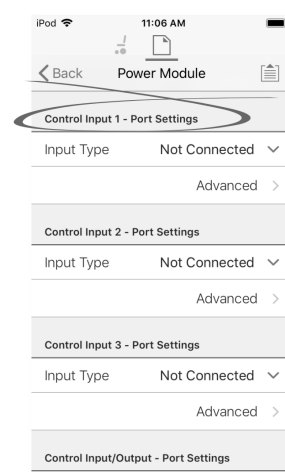 iPod 11:06 AM
Back Power Module
Control Input 1 - Port Settings
Input Type Not Connected
Advanced
Control Input 2 - Port Settings
Input Type Not Connected
Advanced
Control Input 3 - Port Settings
Input Type Not Connected
Advanced
Control Input/Output - Port Settings